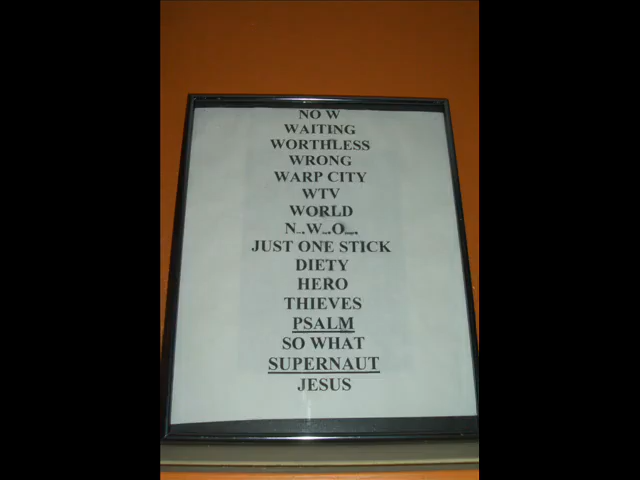 NO W
WAITING
WORTHLESS
WRONG
WARP CITY
WTV
WORLD
N...W...O....
JUST ONE STICK
DIETY
HERO
THIEVES
PSALM
SO WHAT
SUPERNAUT
JESUS